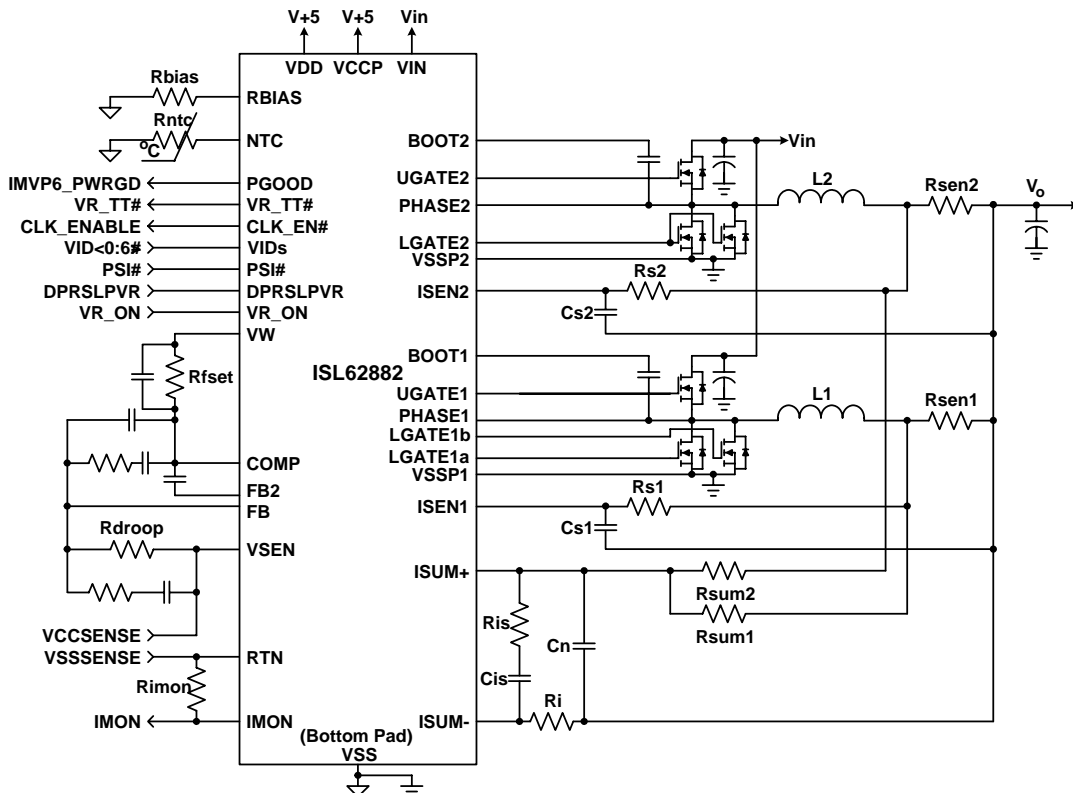 V+5 V+5 Vin
VDD VCCP VIN
Rbias
RBIAS
Rntc
NTC
°C
BOOT2
Vin
IMVP6_PWRGD PGOOD
UGATE2
L2
Rsen2
Vo
VR_TT# VR_TT#
PHASE2
CLK_ENABLE CLK_EN#
VID<0:6# VIDs
LGATE2
VSSP2
PSI# PSI#
DPRSLPVR DPRSLPVR
ISEN2
Rs2
VR_ON VR_ON
Cs2
VW
BOOT1
ISL62882
Rfset
UGATE1
L1
Rsen1
PHASE1
LGATE1b
LGATE1a
COMP
VSSP1
FB2
FB
ISEN1
Rs1
Cs1
Rdroop
VSEN
ISUM+
Rsum2
Rsum1
Ris
VCCSENSE
Cn
VSSSENSE RTN
Rimon
Cis
Ri
IMON IMON
ISUM-
(Bottom Pad)
VSS